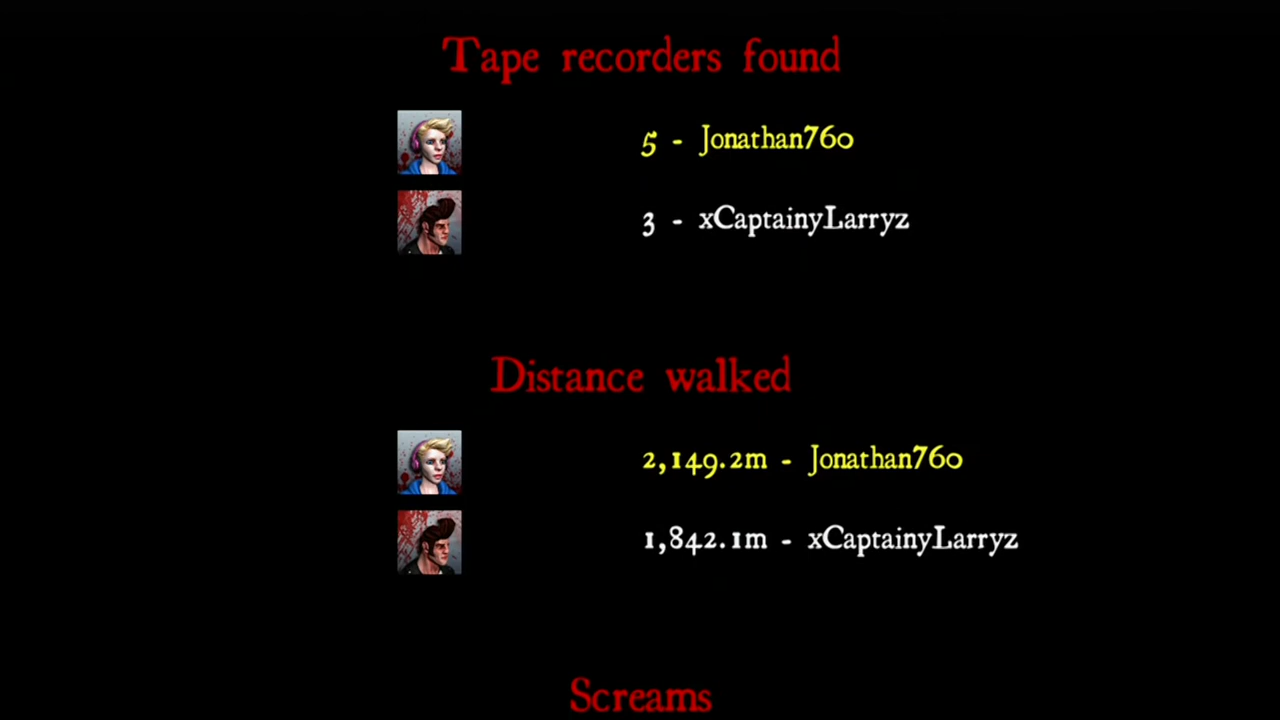 Tape recorders found
5 - Jonathan760
3 - xCaptainyLarryz
Distance walked
2,149.2m - Jonathan760
1,842.1m - xCaptainyLarryz
Screams